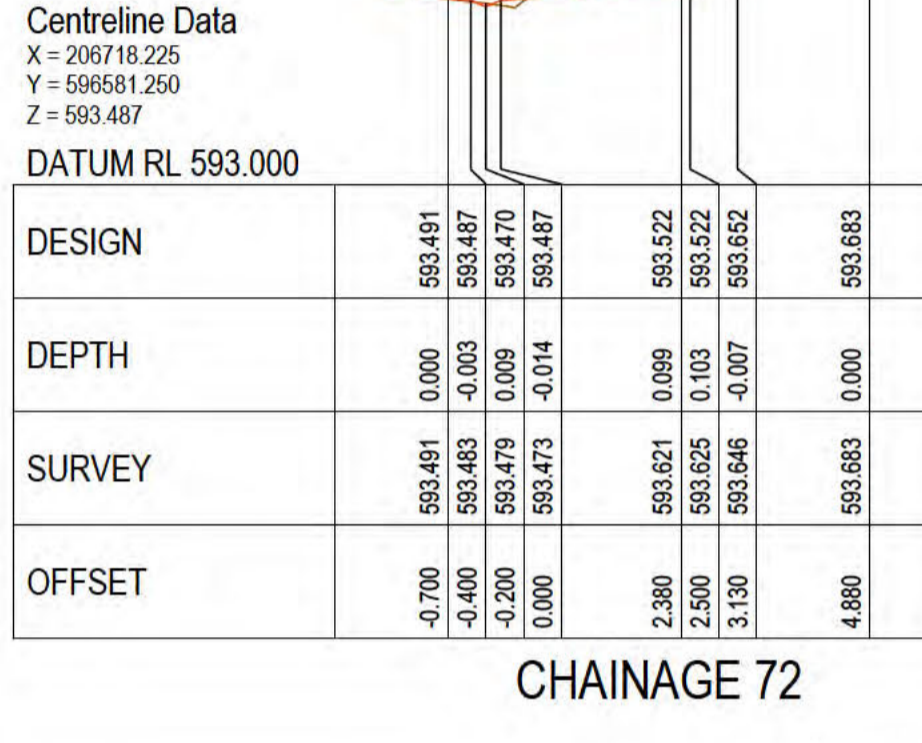 Centreline Data
X = 206718.225
Y = 596581.250
Z = 593.487
DATUM RL 593.000
DESIGN 593.491 593.487 593.470 593.487 593.522 593.522 593.652 593.683
DEPTH 0.000 -0.003 0.009 -0.014 0.099 0.103 -0.007 0.000
SURVEY 593.491 593.483 593.479 593.473 593.621 593.625 593.646 593.683
OFFSET -0.700 -0.400 -0.200 0.000 2.380 2.500 3.130 4.880
CHAINAGE 72